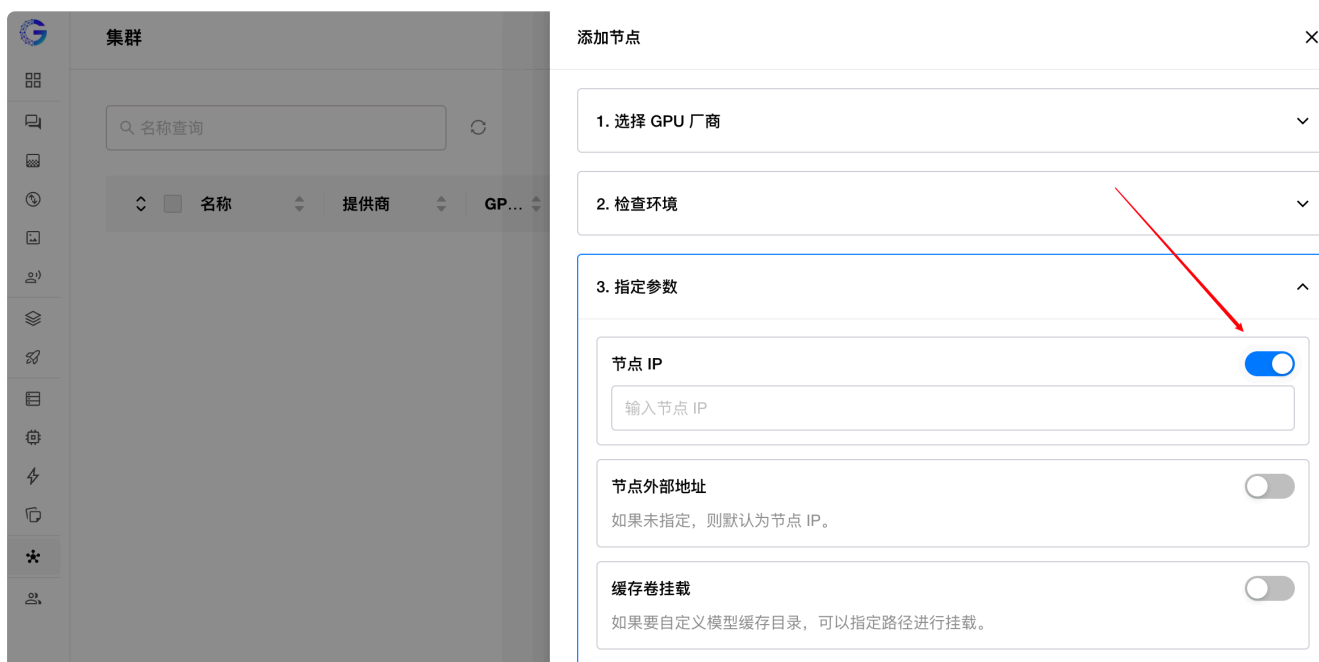 集群
名称查询
名称
提供商
GP...
添加节点
1. 选择 GPU 厂商
2. 检查环境
3. 指定参数
节点 IP
输入节点 IP
节点外部地址
如果未指定，则默认为节点 IP。
缓存卷挂载
如果要自定义模型缓存目录，可以指定路径进行挂载。